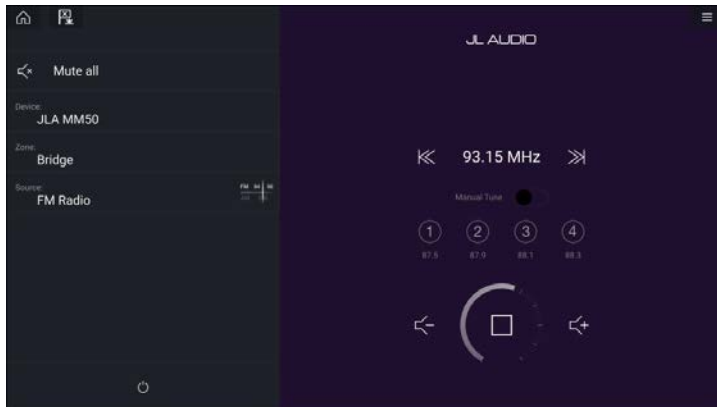 JL AUDIO
Mute all
Device:
JLA MM50
Zone:
Bridge
Source:
FM Radio
FM
93.15 MHz
Manual Tune
1 2 3 4
87.5 87.9 88.1 88.3